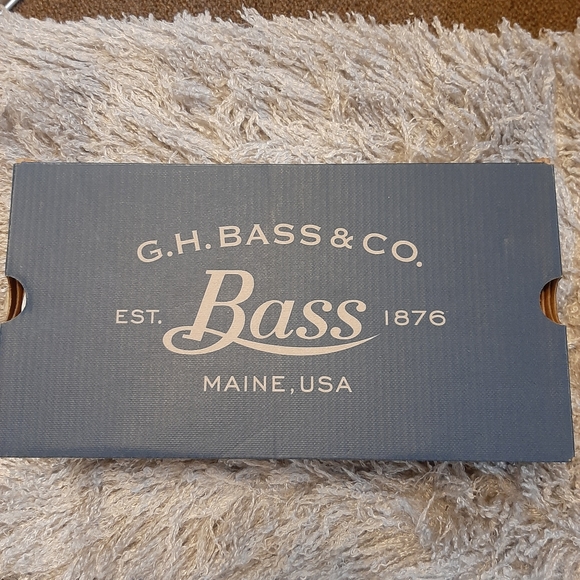 G.H. BASS & CO.
EST. Bass 1876
MAINE, USA